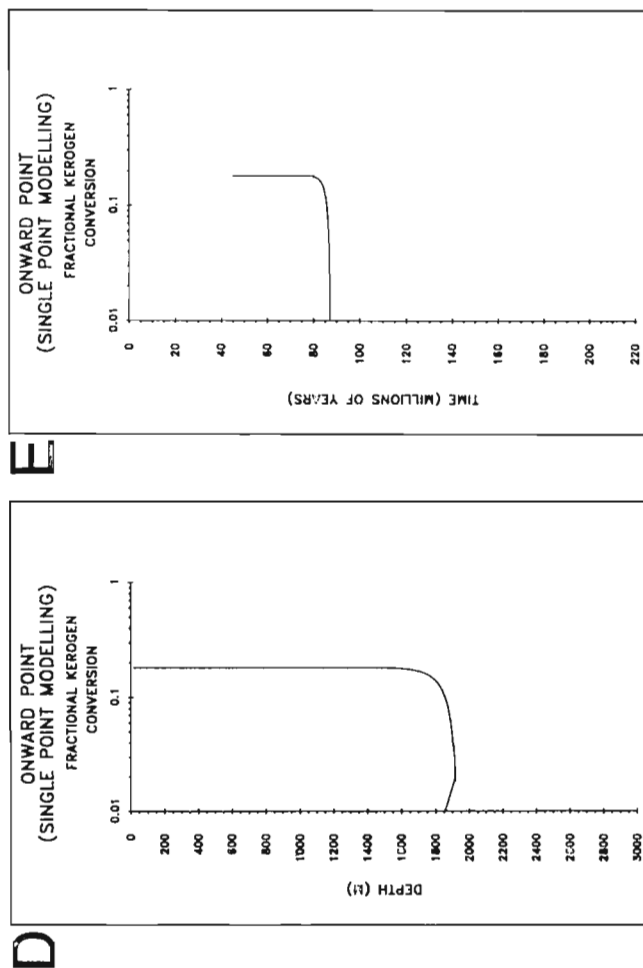 D
ONWARD POINT
(SINGLE POINT MODELLING)
FRACTIONAL KEROGEN
CONVERSION
0.01
0.1
1
0
200
400
600
800
1000
1200
1400
1600
1800
2000
2200
2400
2600
2800
3000
DEPTH (M)
E
ONWARD POINT
(SINGLE POINT MODELLING)
FRACTIONAL KEROGEN
CONVERSION
0.01
0.1
1
0
20
40
60
80
100
120
140
160
180
200
220
TIME (MILLIONS OF YEARS)